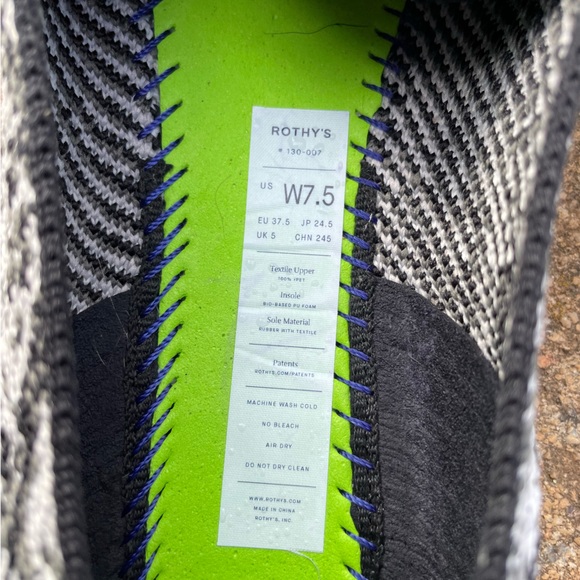 ROTHY'S
# 130-007
US W7.5
EU 37.5 JP 24.5
UK 5 CHN 245
Textile Upper
100% rPET
Insole
BIO-BASED PU FOAM
Sole Material
RUBBER WITH TEXTILE
Patents
ROTHYS.COM/PATENTS
MACHINE WASH COLD
NO BLEACH
AIR DRY
DO NOT DRY CLEAN
WWW.ROTHYS.COM
MADE IN CHINA
ROTHY'S, INC.